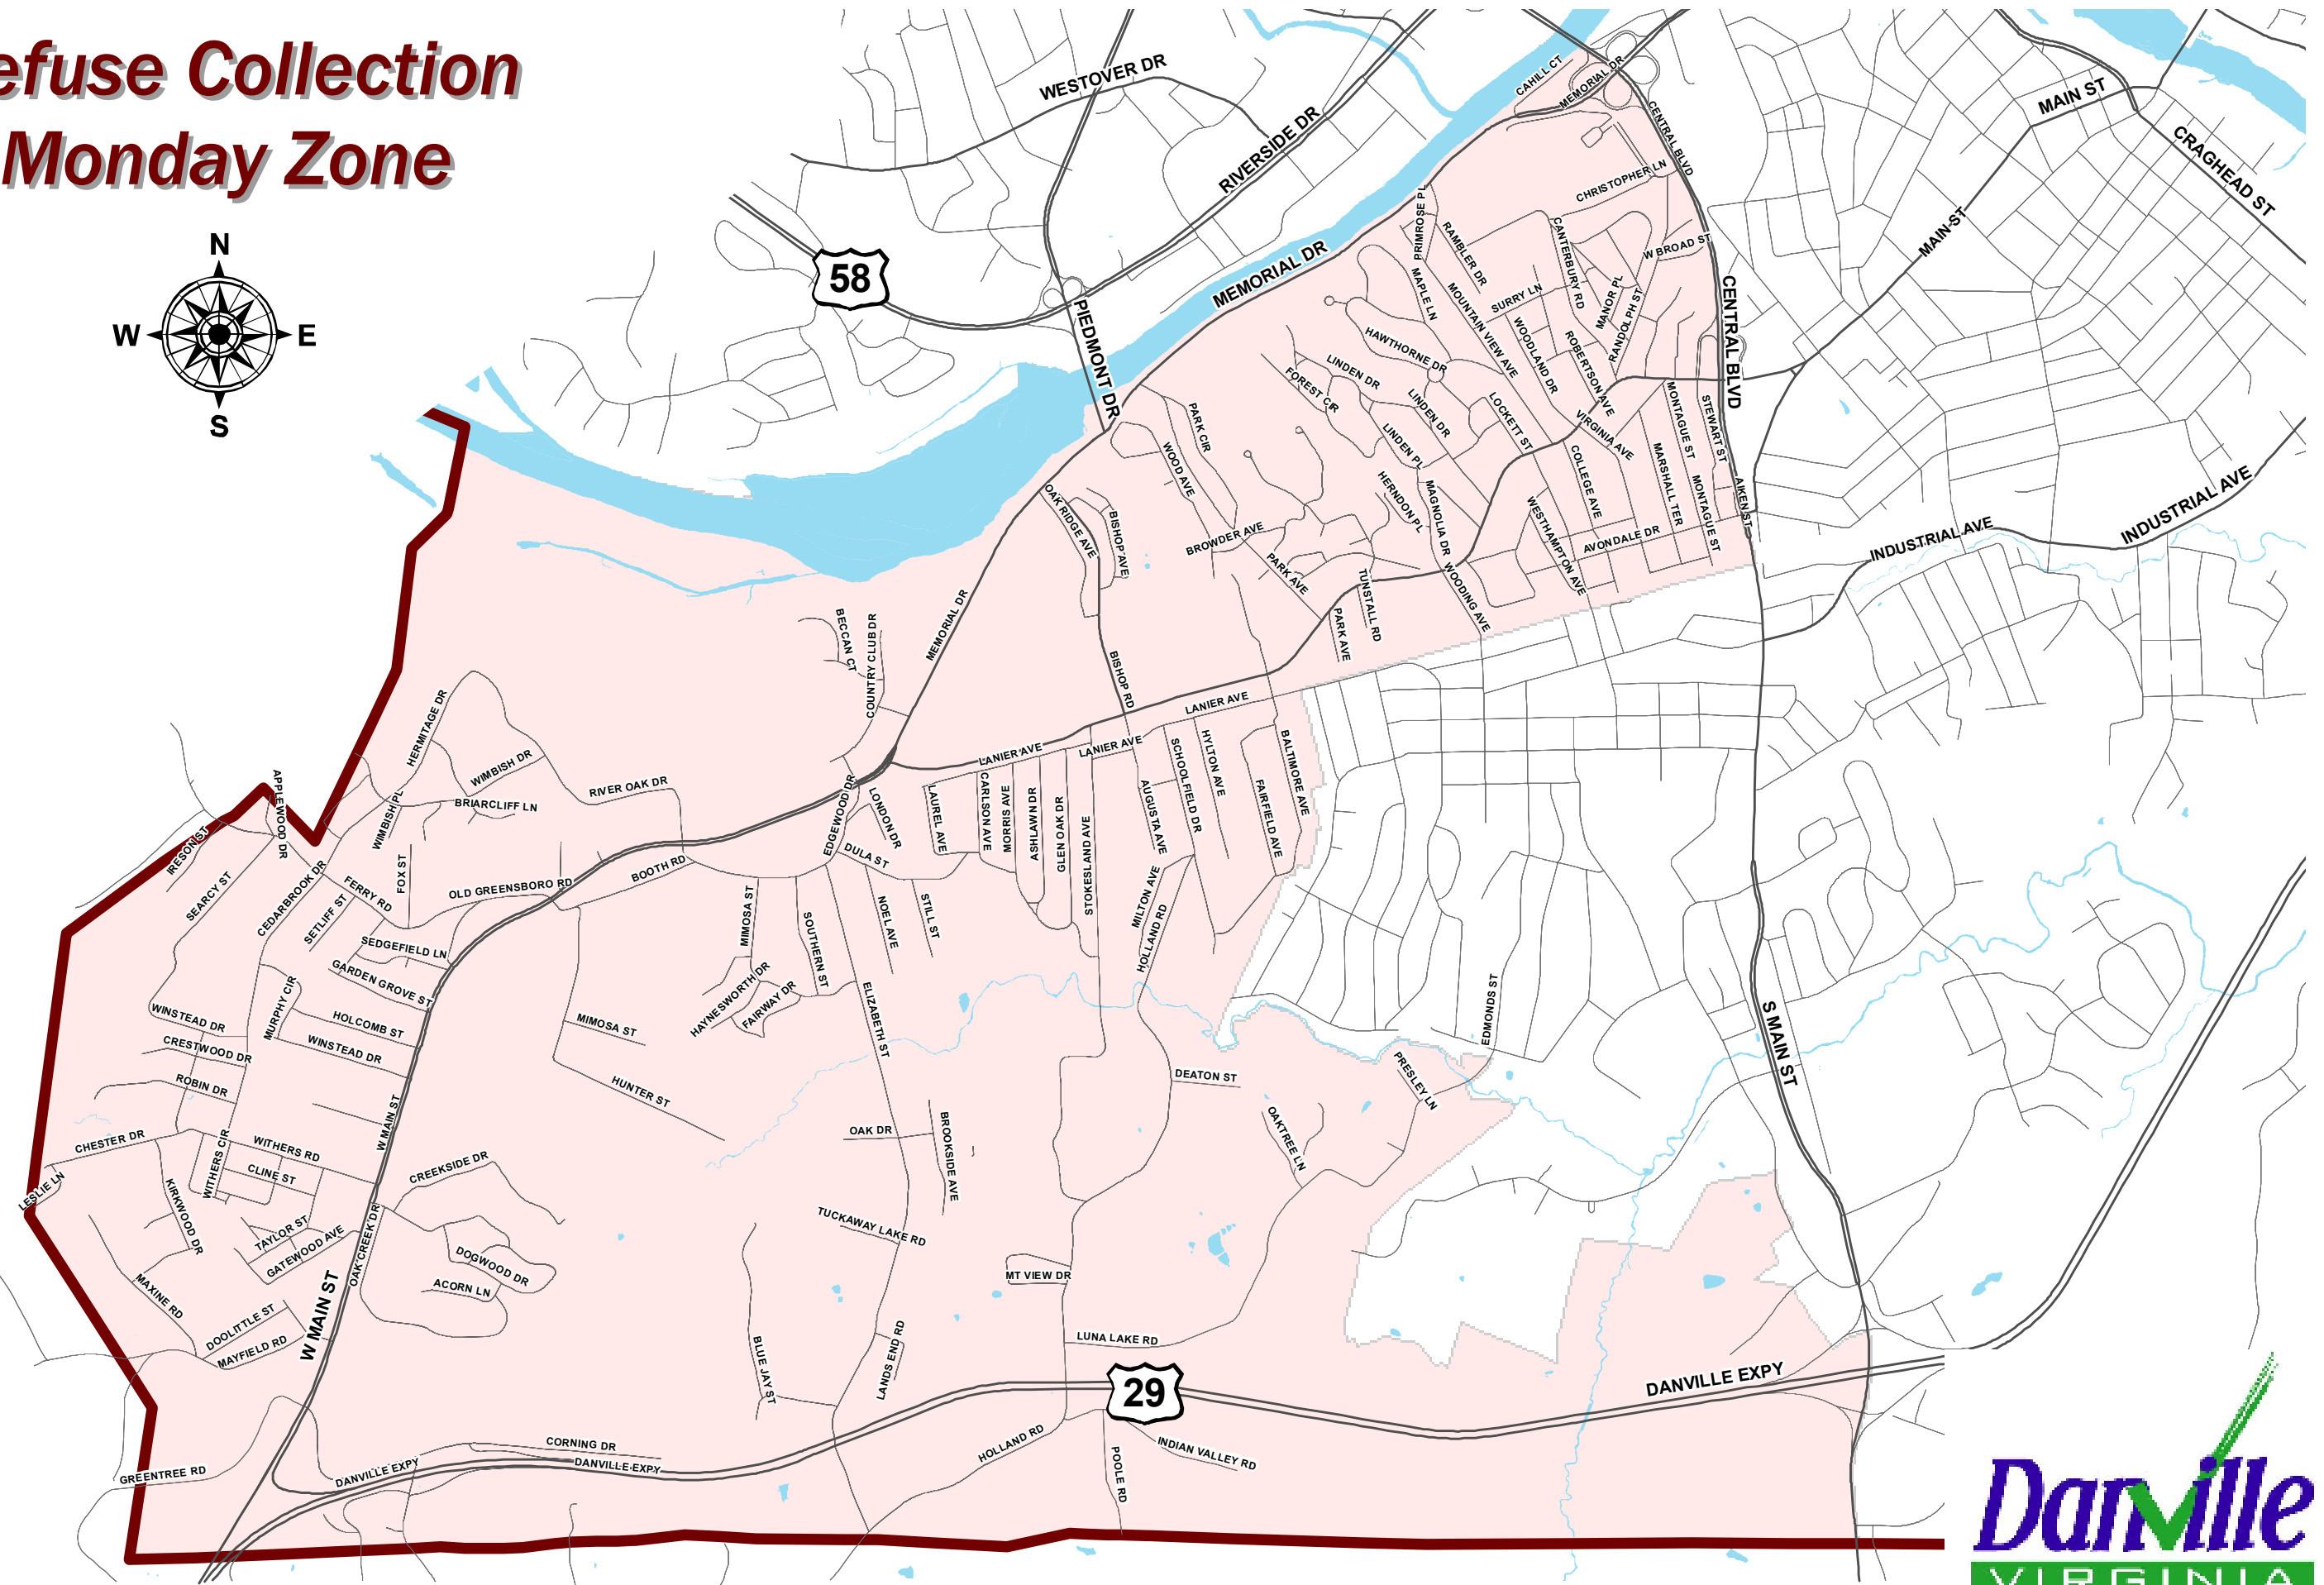 efuse Collection
Monday Zone
N
W
E
S
58
29
WESTOVER DR
RIVERSIDE DR
PIEDMONT DR
MEMORIAL DR
CAHILL CT
MEMORIAL DR
CENTRAL BLVD
CHRISTOPHER LN
MAIN ST
CRAGHEAD ST
MAIN ST
PRIMROSE PL
RAMBLER DR
CANTERBURY RD
W BROAD ST
MAPLE LN
MOUNTAIN VIEW AVE
SURRY LN
MANOR PL
RANDOLPH ST
WOODLAND DR
ROBERTSON AVE
CENTRAL BLVD
HAWTHORNE DR
LINDEN DR
FOREST CIR
LINDEN DR
LINDEN PL
LOCKETT ST
VIRGINIA AVE
MONTAGUE ST
STEWART ST
PARK CIR
WOOD AVE
HERNDON PL
MAGNOLIA DR
COLLEGE AVE
MARSHALL TER
MONTAGUE ST
AIKEN ST
WESTHAMPTON AVE
AVONDALE DR
INDUSTRIAL AVE
INDUSTRIAL AVE
OAK RIDGE AVE
BISHOP AVE
BROWDER AVE
PARK AVE
TUNSTALL RD
PARK AVE
WOODING AVE
BECCAN CT
COUNTRY CLUB DR
MEMORIAL DR
BISHOP RD
LANIER AVE
LANIER AVE
LANIER AVE
HERMITAGE DR
WIMBISH DR
RIVER OAK DR
BRIARCLIFF LN
WIMBISH PL
APPLEWOOD DR
IRESON ST
SEARCY ST
CEDARBROOK DR
FERRY RD
FOX ST
SETLIFF ST
OLD GREENSBORO RD
BOOTH RD
EDGEWOOD DR
LONDON DR
DULA ST
LAUREL AVE
CARLSON AVE
MORRIS AVE
ASHLAWN DR
GLEN OAK DR
STOKESLAND AVE
AUGUSTA AVE
SCHOOLFIELD DR
HYLTON AVE
FAIRFIELD AVE
BALTIMORE AVE
MILTON AVE
HOLLAND RD
SEDGEFIELD LN
GARDEN GROVE ST
MIMOSA ST
SOUTHERN ST
NOEL AVE
STILL ST
HAYNESWORTH DR
FAIRWAY DR
ELIZABETH ST
WINSTEAD DR
MURPHY CIR
HOLCOMB ST
WINSTEAD DR
CRESTWOOD DR
ROBIN DR
MIMOSA ST
HUNTER ST
EDMONDS ST
S MAIN ST
PRESLEY LN
DEATON ST
OAKTREE LN
OAK DR
BROOKSIDE AVE
CHESTER DR
LESLIE LN
WITHERS CIR
WITHERS RD
CLINE ST
W MAIN ST
KIRKWOOD DR
CREEKSIDE DR
TAYLOR ST
GATEWOOD AVE
OAK CREEK DR
DOGWOOD DR
ACORN LN
MAXINE RD
DOOLITTLE ST
MAYFIELD RD
W MAIN ST
TUCKAWAY LAKE RD
MT VIEW DR
LUNA LAKE RD
BLUE JAY ST
LANDS END RD
DANVILLE EXPY
GREENTREE RD
DANVILLE EXPY
CORNING DR
DANVILLE EXPY
HOLLAND RD
POOLE RD
INDIAN VALLEY RD
Danville
VIRGINIA